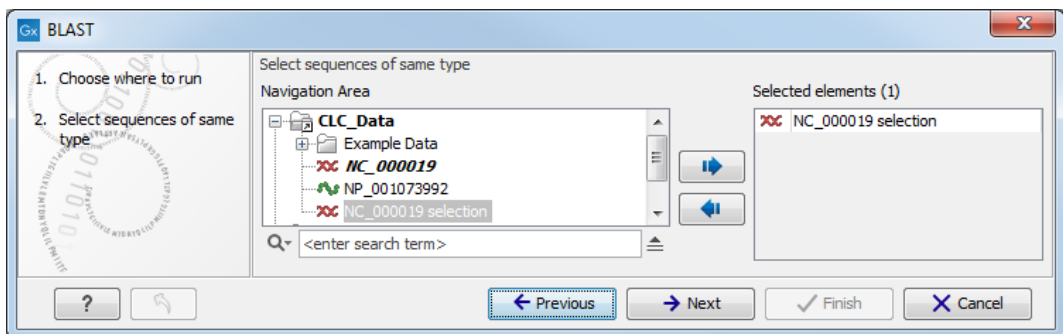 Gx BLAST
X
Select sequences of same type
1. Choose where to run
2. Select sequences of same
type
Navigation Area
CLC_Data
Example Data
NC_000019
NP_001073992
NC_000019 selection
<enter search term>
Selected elements (1)
NC_000019 selection
?
Previous
Next
Finish
Cancel